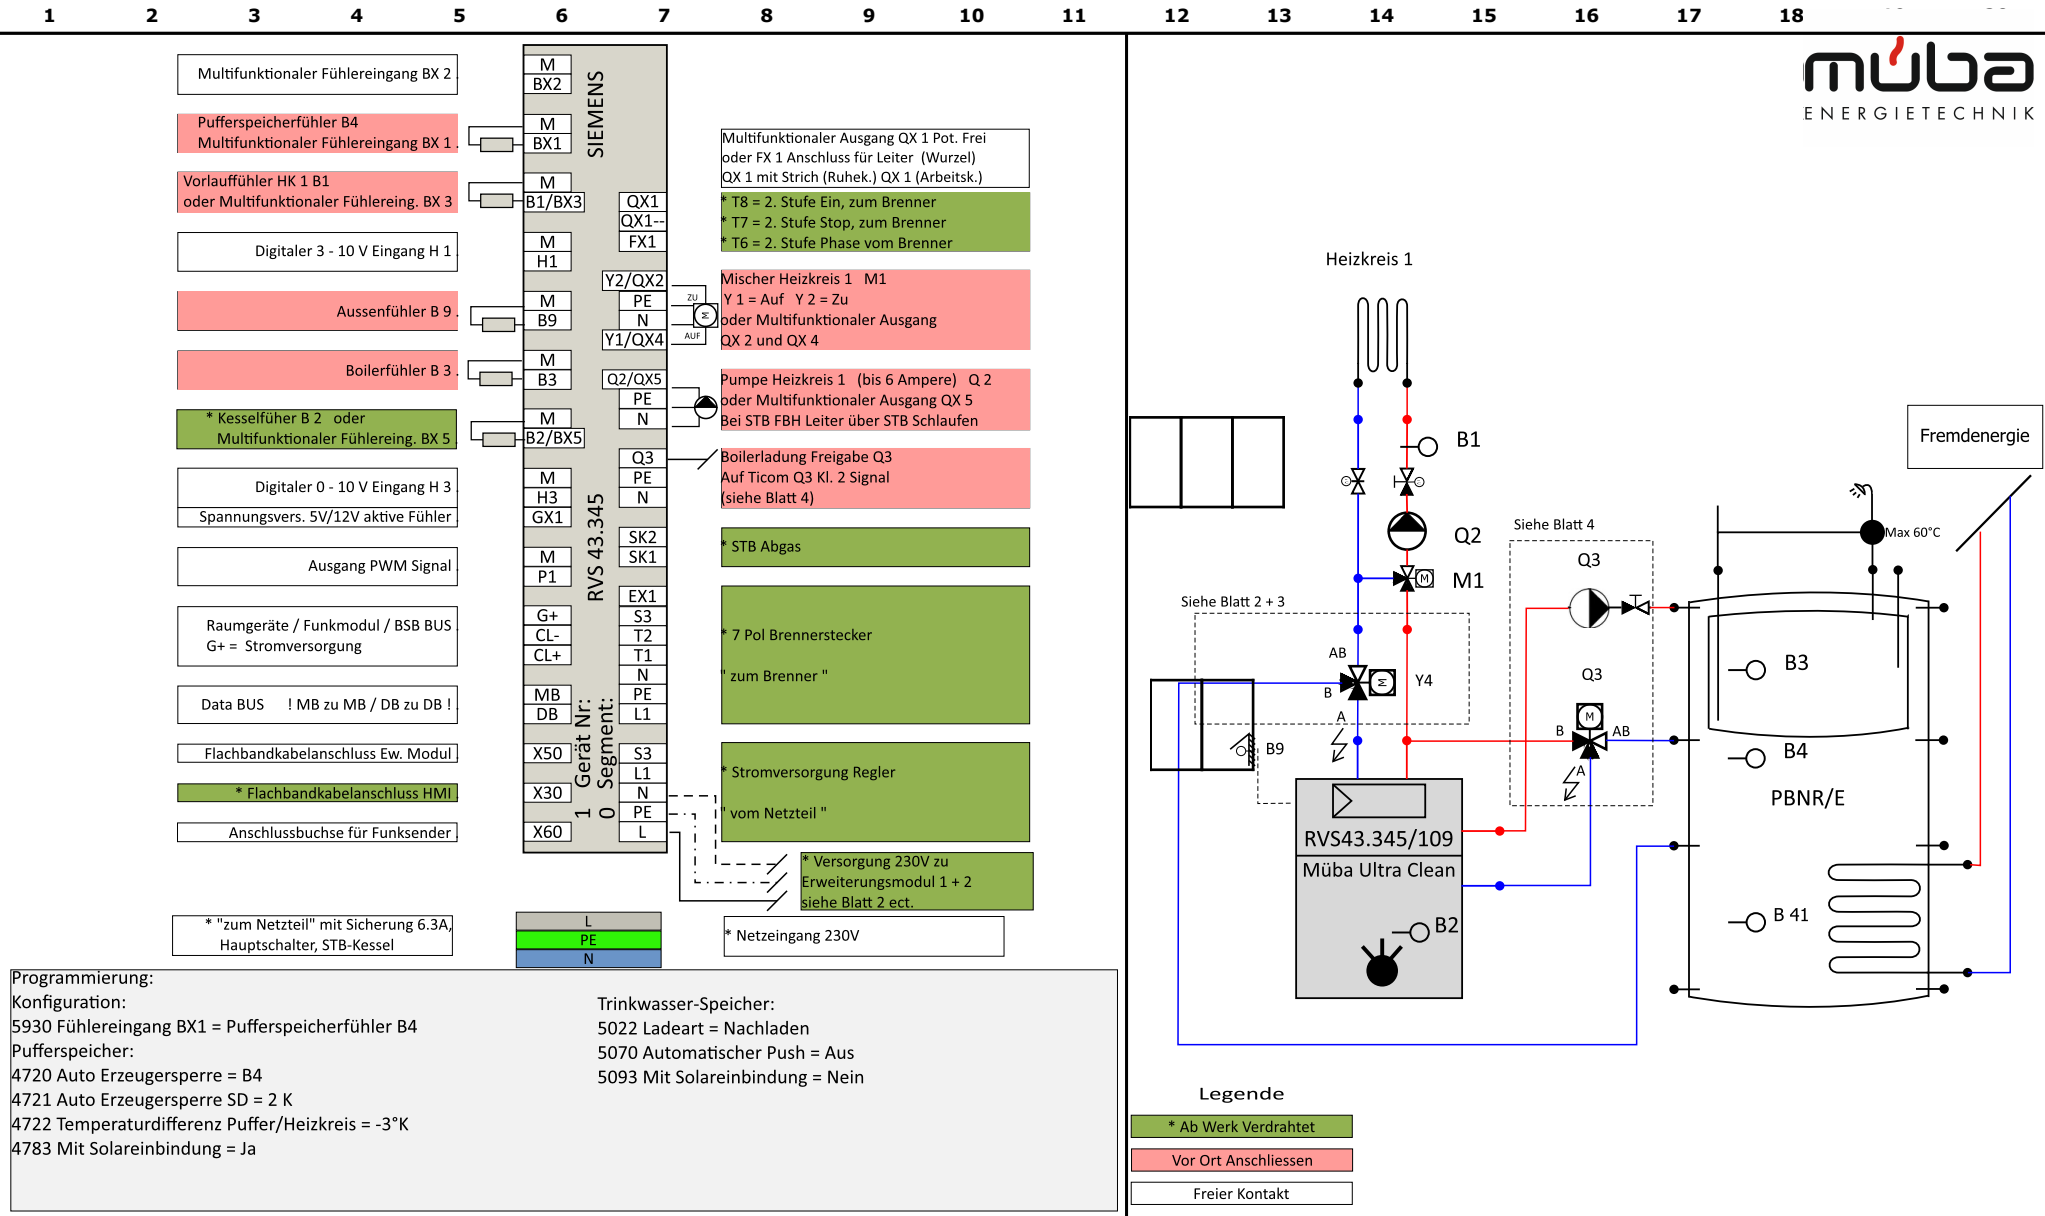 1 2 3 4 5 6 7 8 9 10 11 12 13 14 15 16 17 18
müba
ENERGIETECHNIK
Multifunktionaler Fühlereingang BX 2 .
Pufferspeicherfühler B4
Multifunktionaler Fühlereingang BX 1 .
Vorlauffühler HK 1 B1
oder Multifunktionaler Fühlereing. BX 3
Digitaler 3 - 10 V Eingang H 1 .
Aussenfühler B 9 .
Boilerfühler B 3 .
* Kesselfüher B 2 oder
Multifunktionaler Fühlereing. BX 5 .
Digitaler 0 - 10 V Eingang H 3 .
Spannungsvers. 5V/12V aktive Fühler .
Ausgang PWM Signal .
Raumgeräte / Funkmodul / BSB BUS .
G+ = Stromversorgung
Data BUS ! MB zu MB / DB zu DB ! .
Flachbandkabelanschluss Ew. Modul .
* Flachbandkabelanschluss HMI .
Anschlussbuchse für Funksender .
* "zum Netzteil" mit Sicherung 6.3A,
Hauptschalter, STB-Kessel
M
BX2
M
BX1
M
B1/BX3
M
H1
M
B9
M
B3
M
B2/BX5
M
H3
GX1
M
P1
G+
CL-
CL+
MB
DB
X50
X30
X60
SIEMENS
RVS 43.345
1 Gerät Nr:
0 Segment:
QX1
QX1--
FX1
Y2/QX2
PE
N
Y1/QX4
Q2/QX5
PE
N
Q3
PE
N
SK2
SK1
EX1
S3
T2
T1
N
PE
L1
S3
L1
N
PE
L
ZU
M
AUF
L
PE
N
Multifunktionaler Ausgang QX 1 Pot. Frei
oder FX 1 Anschluss für Leiter (Wurzel)
QX 1 mit Strich (Ruhek.) QX 1 (Arbeitsk.)
* T8 = 2. Stufe Ein, zum Brenner
* T7 = 2. Stufe Stop, zum Brenner
* T6 = 2. Stufe Phase vom Brenner
Mischer Heizkreis 1 M1
Y 1 = Auf Y 2 = Zu
oder Multifunktionaler Ausgang
QX 2 und QX 4
Pumpe Heizkreis 1 (bis 6 Ampere) Q 2
oder Multifunktionaler Ausgang QX 5
Bei STB FBH Leiter über STB Schlaufen
Boilerladung Freigabe Q3
Auf Ticom Q3 Kl. 2 Signal
(siehe Blatt 4)
* STB Abgas
* 7 Pol Brennerstecker
" zum Brenner "
* Stromversorgung Regler
" vom Netzteil "
* Versorgung 230V zu
Erweiterungsmodul 1 + 2
siehe Blatt 2 ect.
* Netzeingang 230V
Programmierung:
Konfiguration:
5930 Fühlereingang BX1 = Pufferspeicherfühler B4
Pufferspeicher:
4720 Auto Erzeugersperre = B4
4721 Auto Erzeugersperre SD = 2 K
4722 Temperaturdifferenz Puffer/Heizkreis = -3°K
4783 Mit Solareinbindung = Ja
Trinkwasser-Speicher:
5022 Ladeart = Nachladen
5070 Automatischer Push = Aus
5093 Mit Solareinbindung = Nein
Heizkreis 1
B1
Q2
M1
M
Siehe Blatt 2 + 3
AB
B
A
M
Y4
B9
Siehe Blatt 4
Q3
Q3
M
B
AB
A
Fremdenergie
Max 60°C
B3
B4
PBNR/E
B 41
RVS43.345/109
Müba Ultra Clean
B2
Legende
* Ab Werk Verdrahtet
Vor Ort Anschliessen
Freier Kontakt